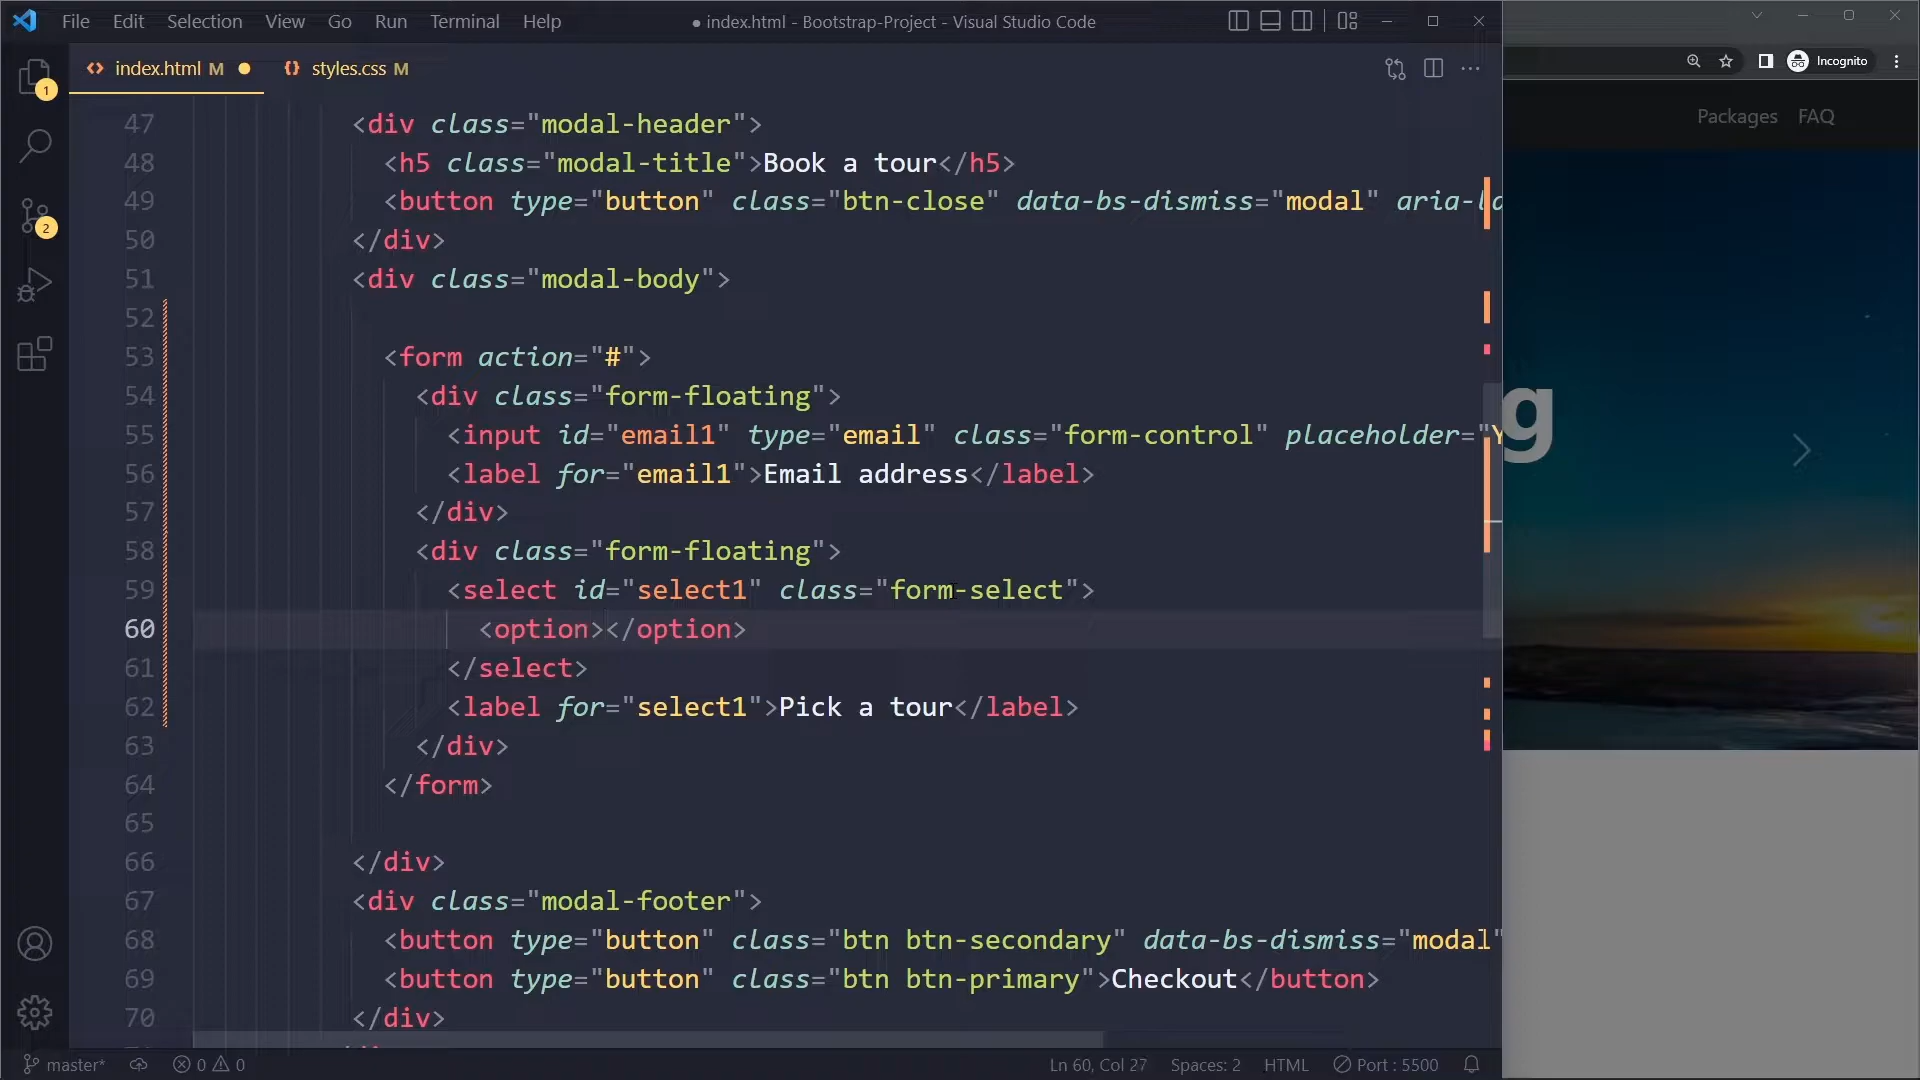 File Edit Selection View Go Run Terminal Help
● index.html - Bootstrap-Project - Visual Studio Code
Incognito
index.html M
styles.css M
1
2
Packages FAQ
47 <div class="modal-header">
48 <h5 class="modal-title">Book a tour</h5>
49 <button type="button" class="btn-close" data-bs-dismiss="modal" aria-la
50 </div>
51 <div class="modal-body">
52
53 <form action="#">
54 <div class="form-floating">
55 <input id="email1" type="email" class="form-control" placeholder="Y
56 <label for="email1">Email address</label>
57 </div>
58 <div class="form-floating">
59 <select id="select1" class="form-select">
60 <option></option>
61 </select>
62 <label for="select1">Pick a tour</label>
63 </div>
64 </form>
65
66 </div>
67 <div class="modal-footer">
68 <button type="button" class="btn btn-secondary" data-bs-dismiss="modal"
69 <button type="button" class="btn btn-primary">Checkout</button>
70 </div>
g
master*
0 0
Ln 60, Col 27
Spaces: 2
HTML
Port : 5500